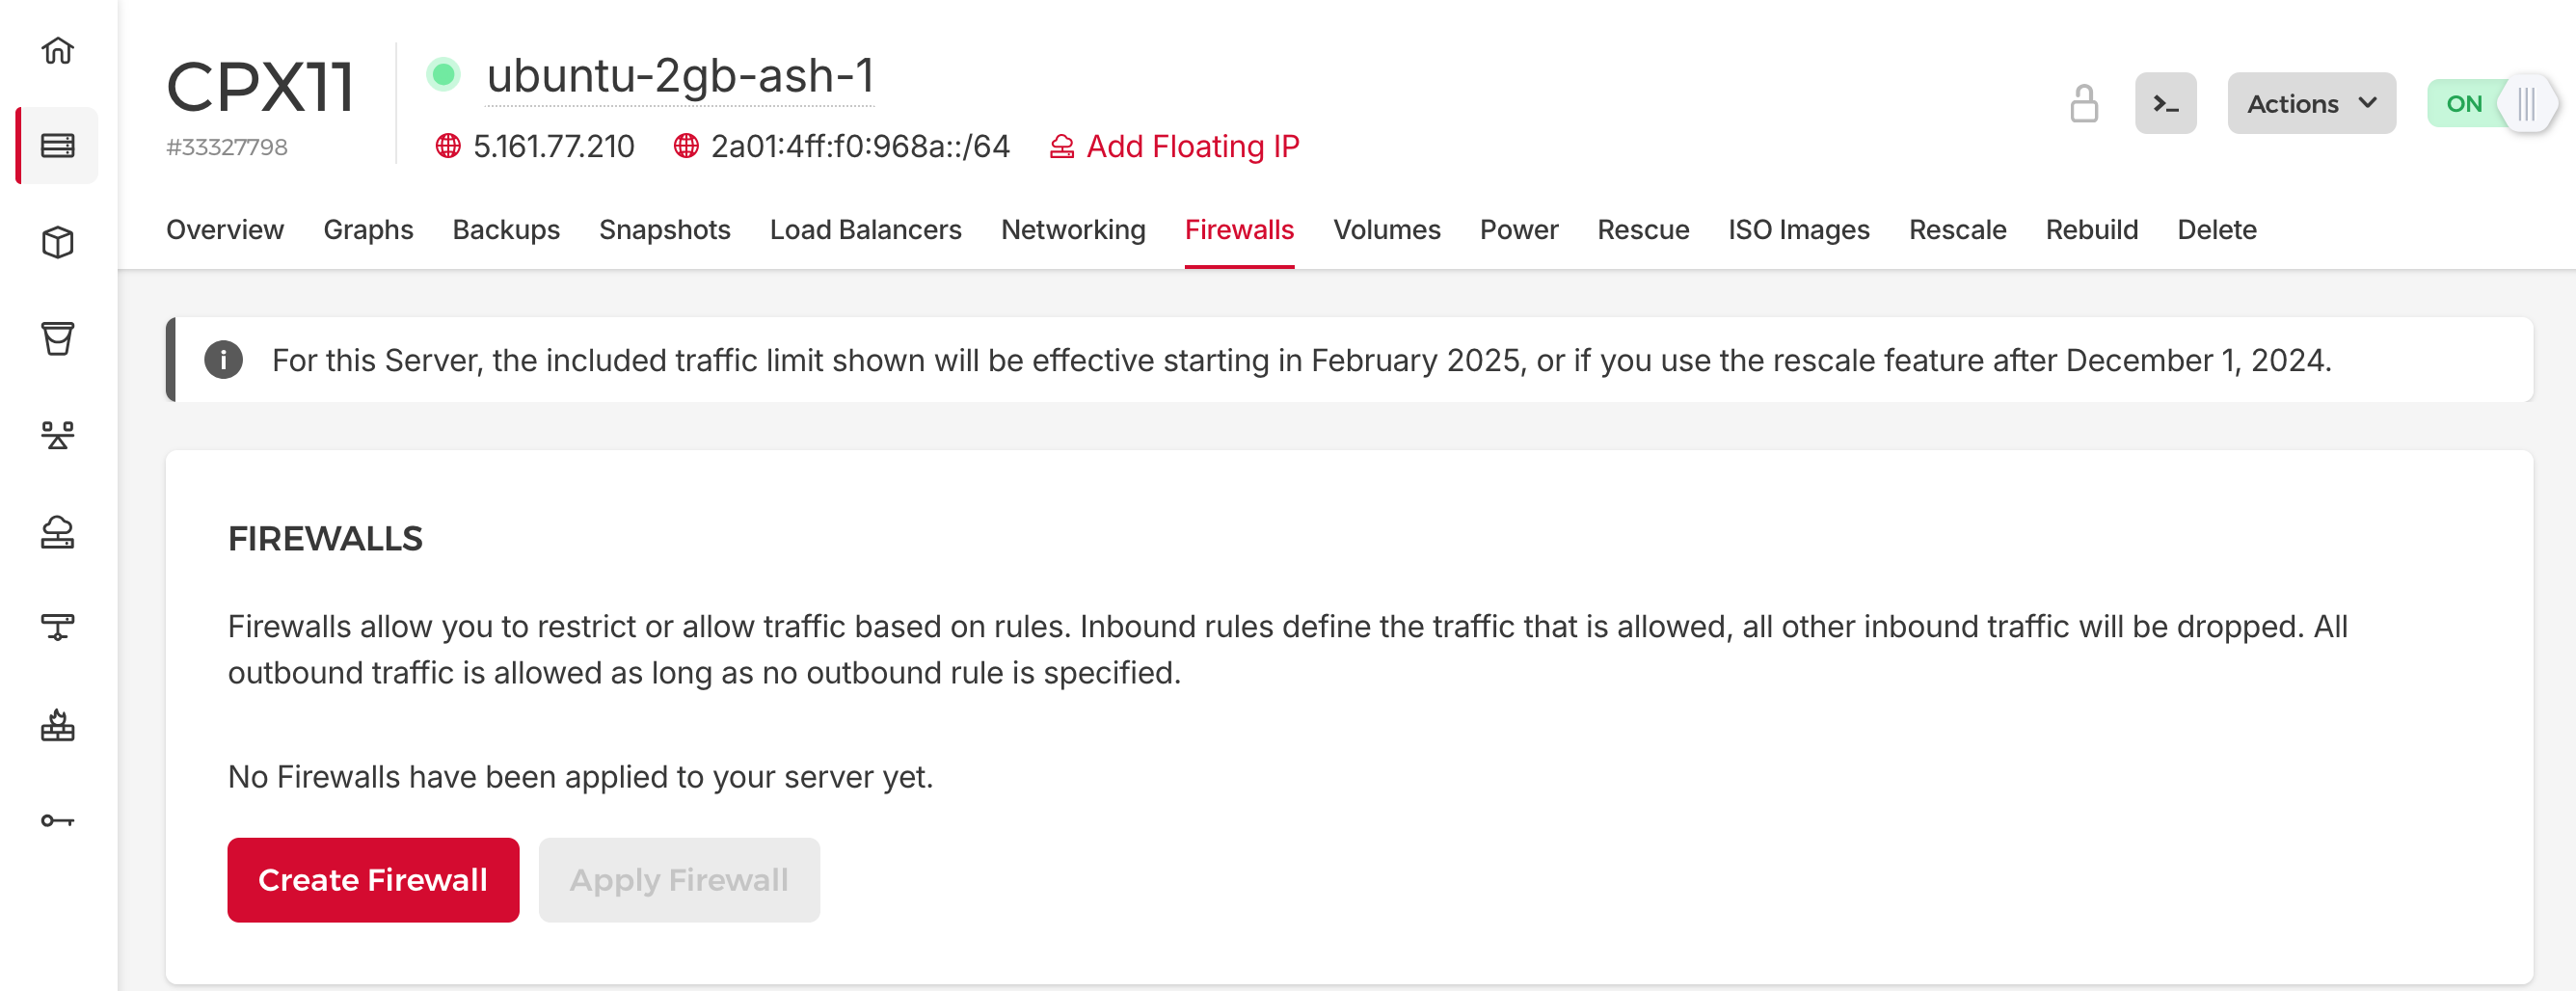 CPX11
#33327798
ubuntu-2gb-ash-1
5.161.77.210 2a01:4ff:f0:968a::/64 Add Floating IP
>_ Actions ON
Overview Graphs Backups Snapshots Load Balancers Networking Firewalls Volumes Power Rescue ISO Images Rescale Rebuild Delete
For this Server, the included traffic limit shown will be effective starting in February 2025, or if you use the rescale feature after December 1, 2024.
FIREWALLS
Firewalls allow you to restrict or allow traffic based on rules. Inbound rules define the traffic that is allowed, all other inbound traffic will be dropped. All
outbound traffic is allowed as long as no outbound rule is specified.
No Firewalls have been applied to your server yet.
Create Firewall Apply Firewall